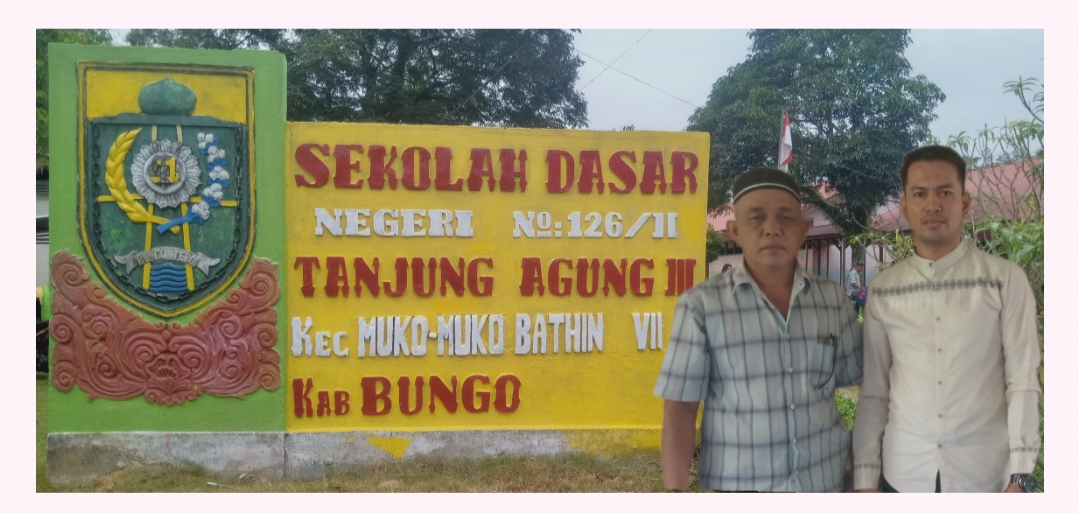 SEKOLAH DASAR
NEGERI Nº:126/II
TANJUNG AGUNG III
KEC MUKO-MUKO BATHIN VII
KAB BUNGO